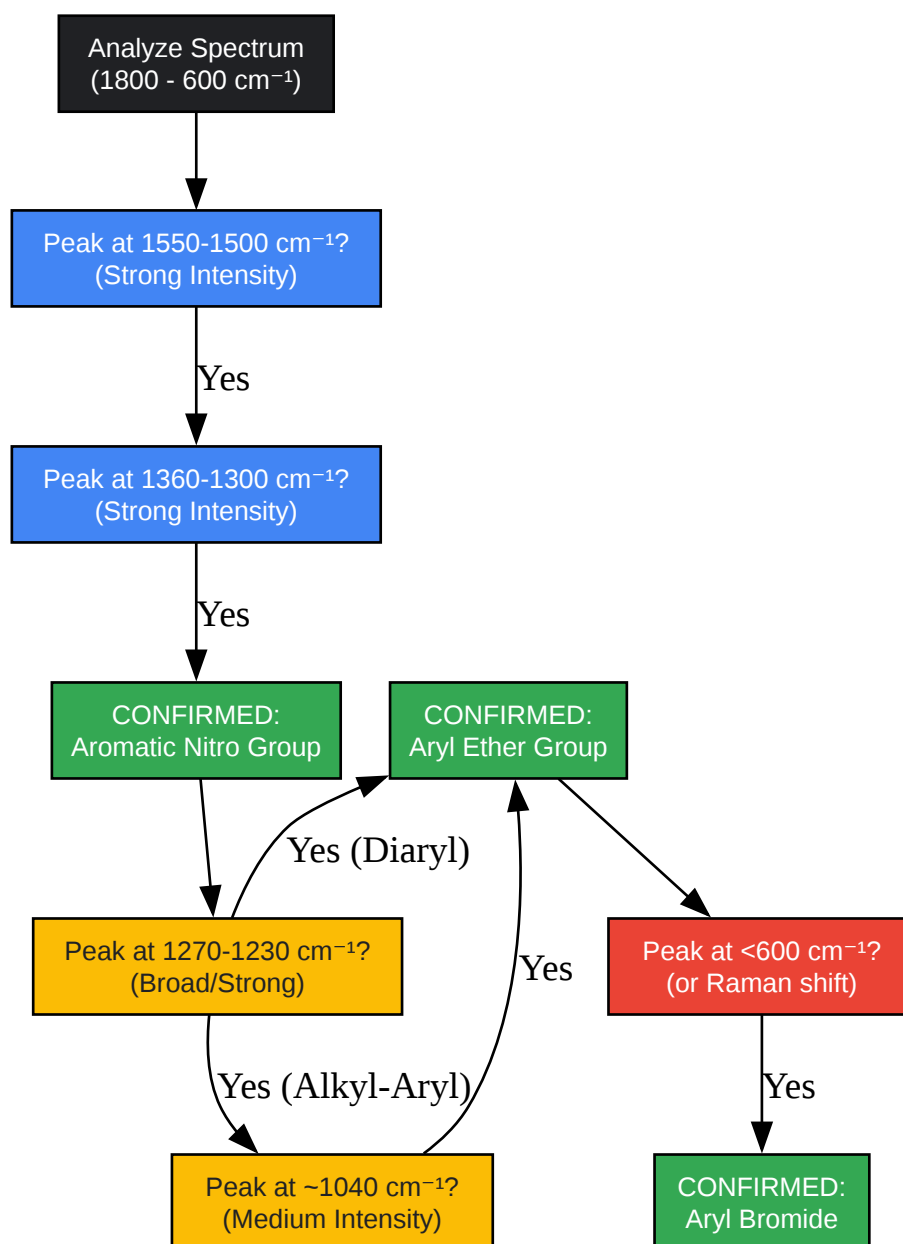 Analyze Spectrum
(1800 - 600 cm⁻¹)
Peak at 1550-1500 cm⁻¹?
(Strong Intensity)
Yes
Peak at 1360-1300 cm⁻¹?
(Strong Intensity)
Yes
CONFIRMED:
Aromatic Nitro Group
CONFIRMED:
Aryl Ether Group
Yes (Diaryl)
Peak at 1270-1230 cm⁻¹?
(Broad/Strong)
Yes
Peak at <600 cm⁻¹?
(or Raman shift)
Yes (Alkyl-Aryl)
Yes
Peak at ~1040 cm⁻¹?
(Medium Intensity)
CONFIRMED:
Aryl Bromide